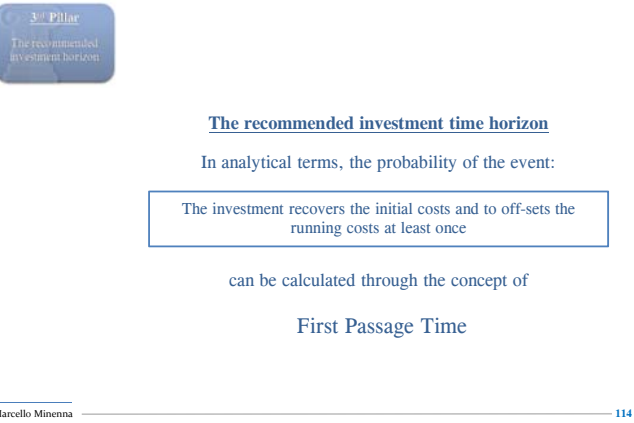 3rd Pillar
The recommended
investment horizon
The recommended investment time horizon
In analytical terms, the probability of the event:
The investment recovers the initial costs and to off-sets the
running costs at least once
can be calculated through the concept of
First Passage Time
arcello Minenna
114